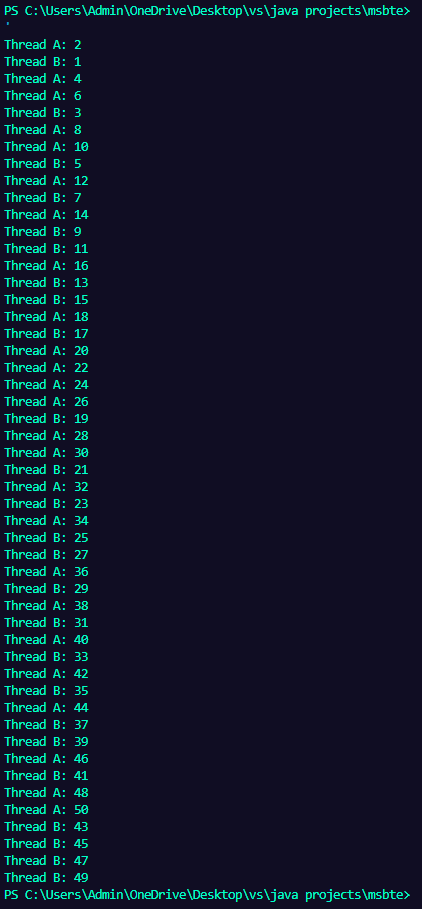 PS C:\Users\Admin\OneDrive\Desktop\vs\java projects\msbte>
'
Thread A: 2
Thread B: 1
Thread A: 4
Thread A: 6
Thread B: 3
Thread A: 8
Thread A: 10
Thread B: 5
Thread A: 12
Thread B: 7
Thread A: 14
Thread B: 9
Thread B: 11
Thread A: 16
Thread B: 13
Thread B: 15
Thread A: 18
Thread B: 17
Thread A: 20
Thread A: 22
Thread A: 24
Thread A: 26
Thread B: 19
Thread A: 28
Thread A: 30
Thread B: 21
Thread A: 32
Thread B: 23
Thread A: 34
Thread B: 25
Thread B: 27
Thread A: 36
Thread B: 29
Thread A: 38
Thread B: 31
Thread A: 40
Thread B: 33
Thread A: 42
Thread B: 35
Thread A: 44
Thread B: 37
Thread B: 39
Thread A: 46
Thread B: 41
Thread A: 48
Thread A: 50
Thread B: 43
Thread B: 45
Thread B: 47
Thread B: 49
PS C:\Users\Admin\OneDrive\Desktop\vs\java projects\msbte>